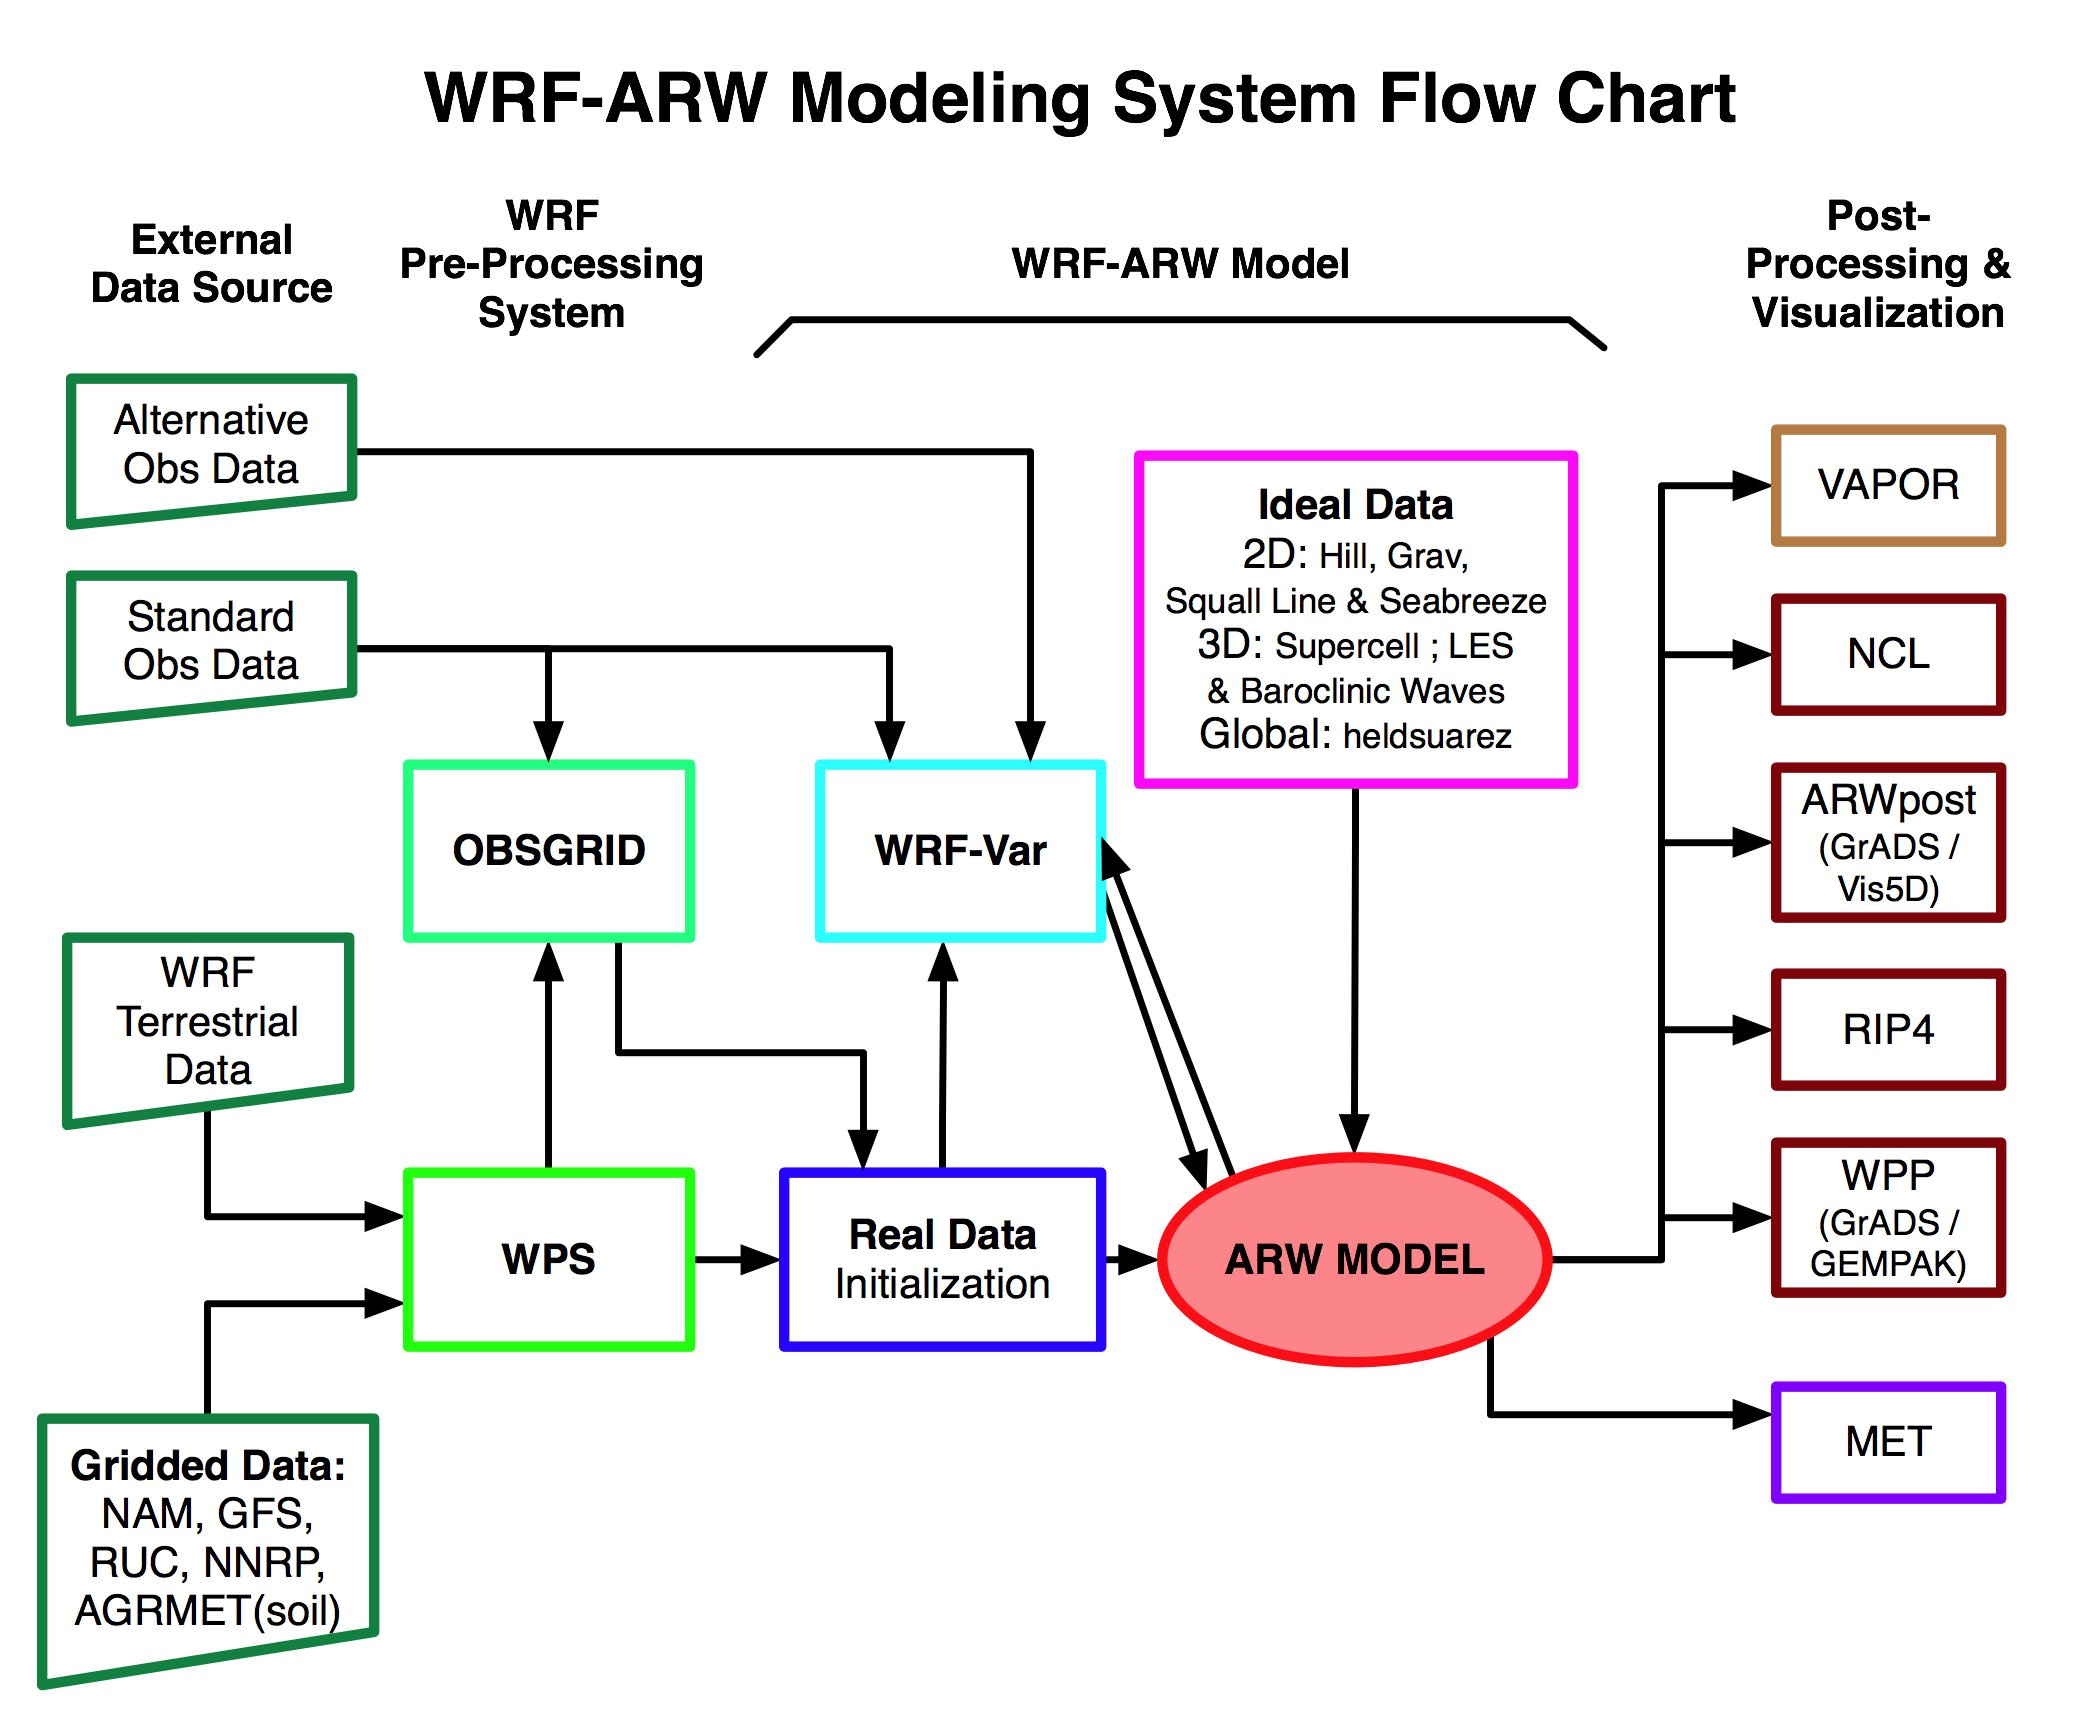 WRF-ARW Modeling System Flow Chart
External
Data Source
WRF
Pre-Processing
System
WRF-ARW Model
Post-
Processing &
Visualization
Alternative
Obs Data
Standard
Obs Data
WRF
Terrestrial
Data
Gridded Data:
NAM, GFS,
RUC, NNRP,
AGRMET(soil)
OBSGRID
WPS
WRF-Var
Real Data
Initialization
Ideal Data
2D: Hill, Grav,
Squall Line & Seabreeze
3D: Supercell ; LES
& Baroclinic Waves
Global: heldsuarez
ARW MODEL
VAPOR
NCL
ARWpost
(GrADS /
Vis5D)
RIP4
WPP
(GrADS /
GEMPAK)
MET